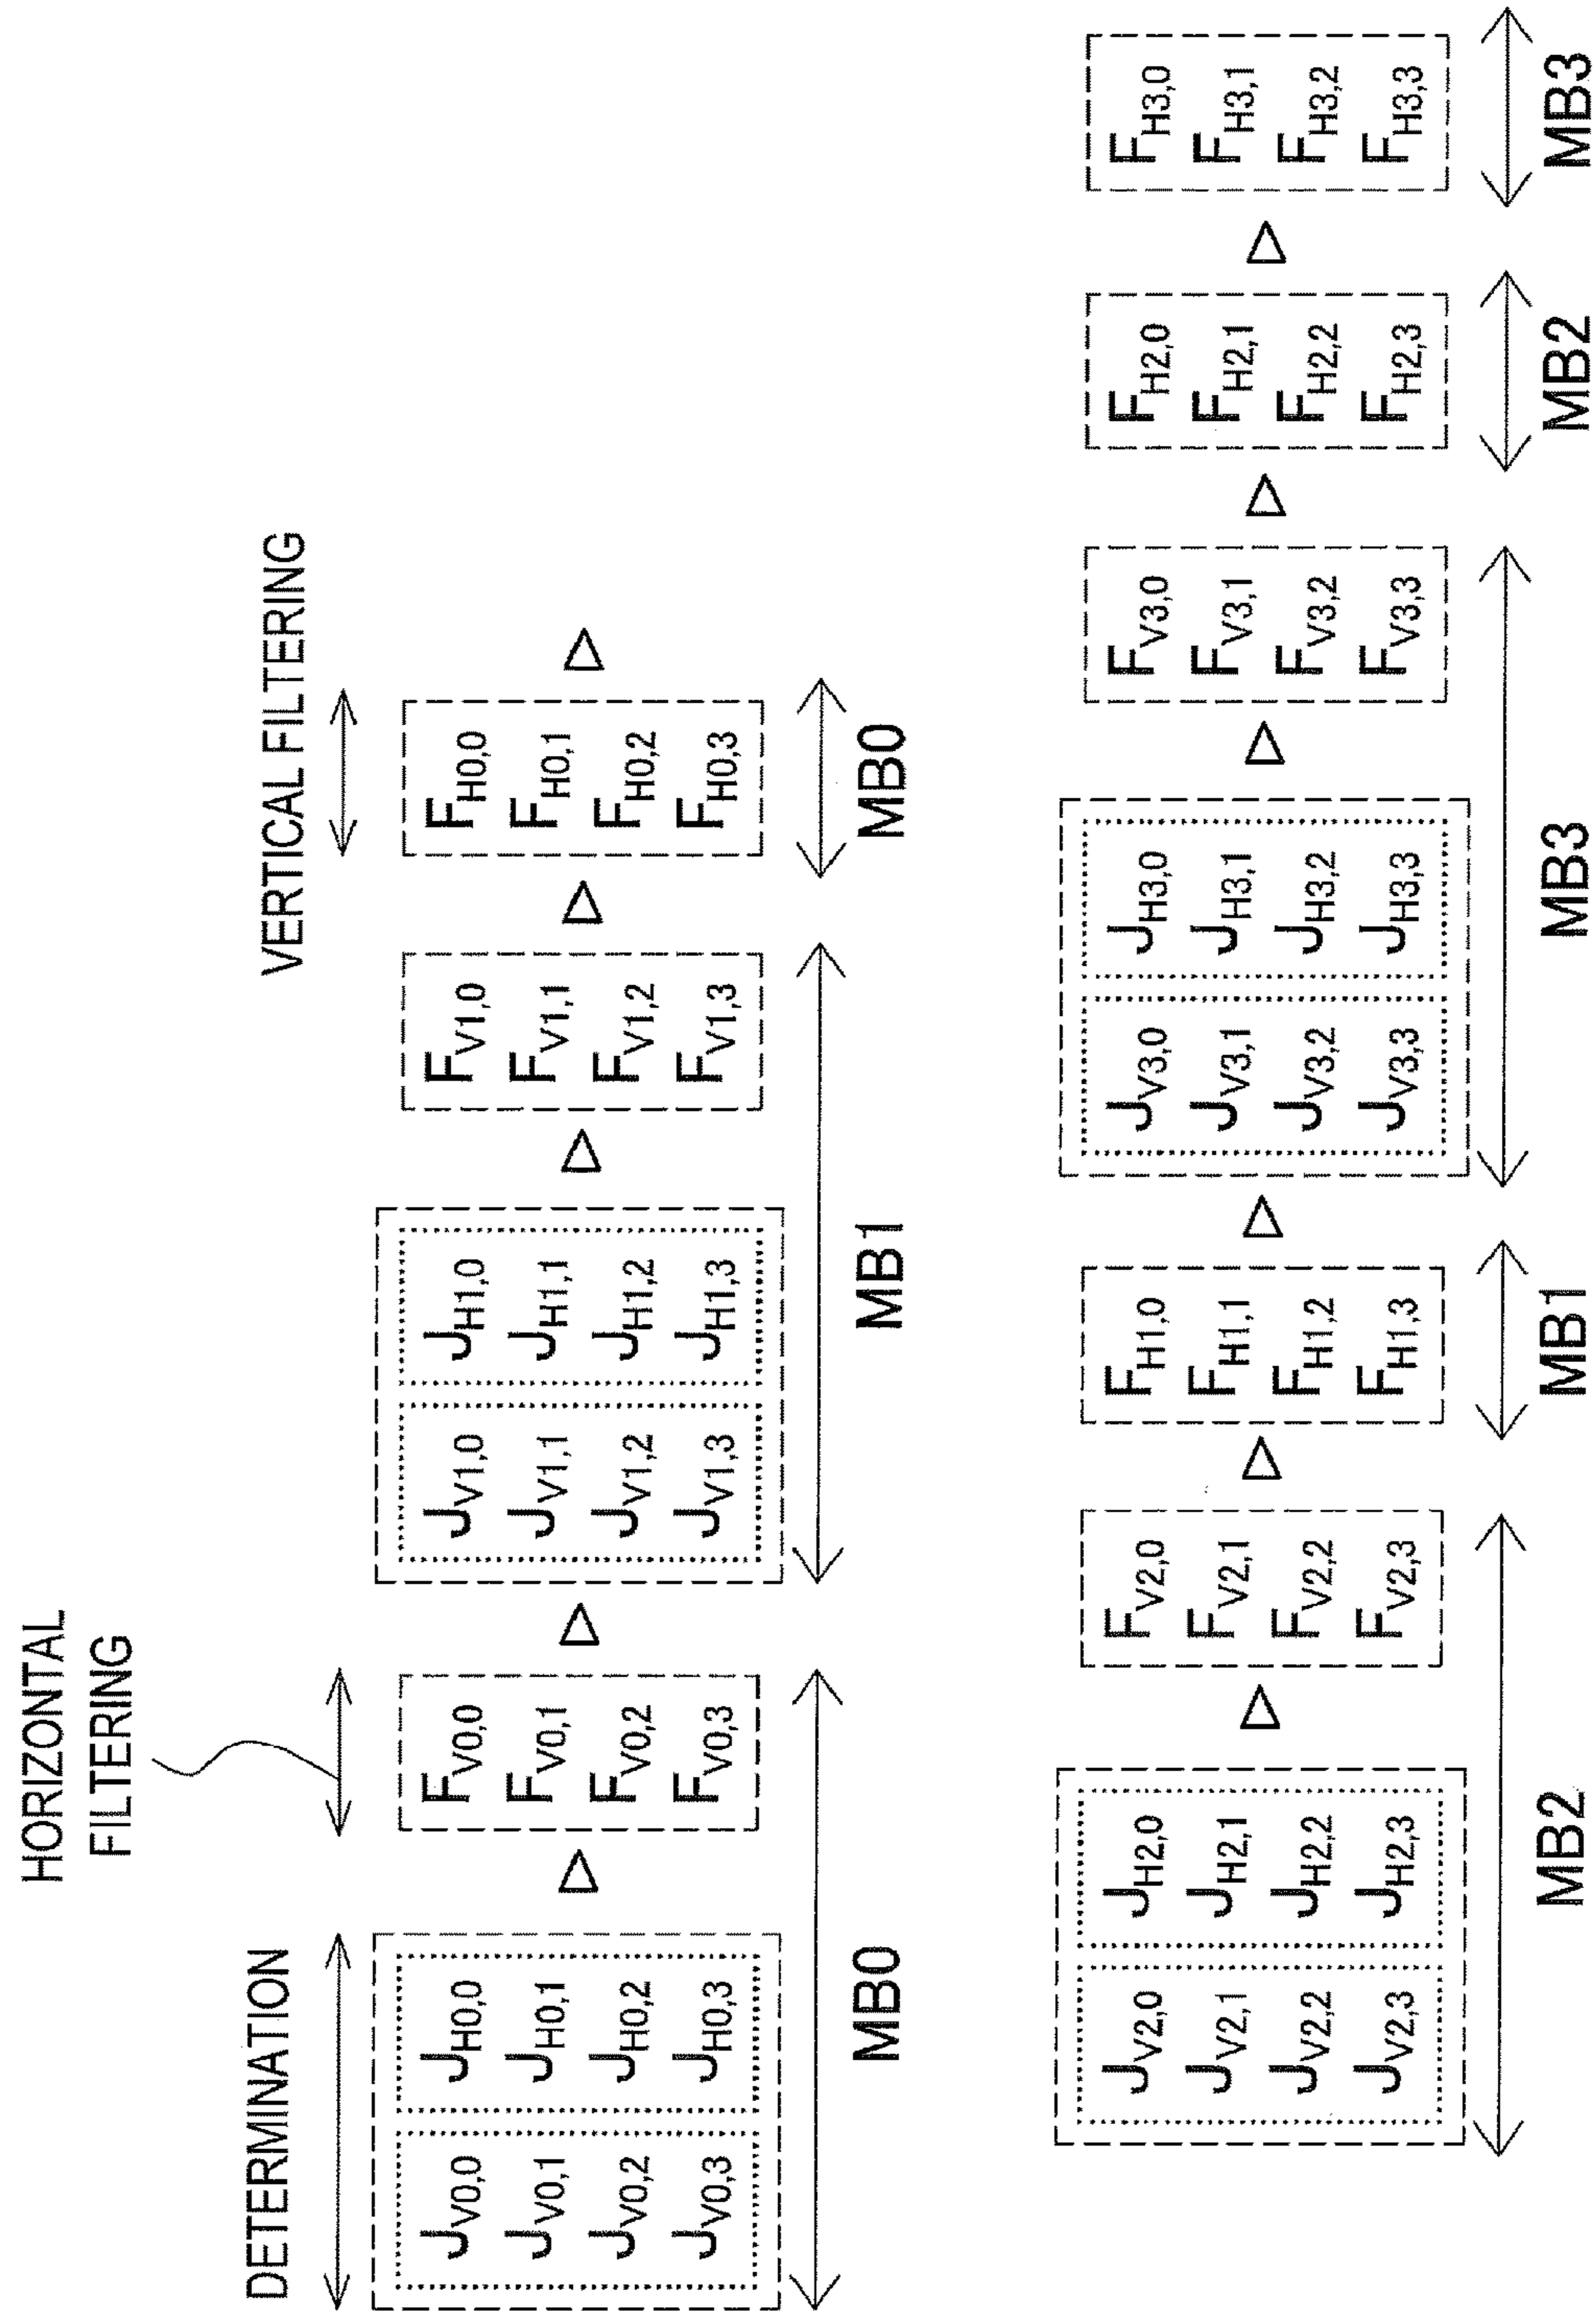 DETERMINATION
HORIZONTAL
FILTERING
VERTICAL FILTERING
JV0,0 JH0,0 FV0,0 JV1,0 JH1,0 FV1,0 FH0,0
JV0,1 JH0,1 FV0,1 JV1,1 JH1,1 FV1,1 FH0,1
JV0,2 JH0,2 FV0,2 JV1,2 JH1,2 FV1,2 FH0,2
JV0,3 JH0,3 FV0,3 JV1,3 JH1,3 FV1,3 FH0,3
MB0 MB1 MB0
JV2,0 JH2,0 FV2,0 FH1,0 JV3,0 JH3,0 FV3,0 FH2,0 FH3,0
JV2,1 JH2,1 FV2,1 FH1,1 JV3,1 JH3,1 FV3,1 FH2,1 FH3,1
JV2,2 JH2,2 FV2,2 FH1,2 JV3,2 JH3,2 FV3,2 FH2,2 FH3,2
JV2,3 JH2,3 FV2,3 FH1,3 JV3,3 JH3,3 FV3,3 FH2,3 FH3,3
MB2 MB1 MB3 MB2 MB3